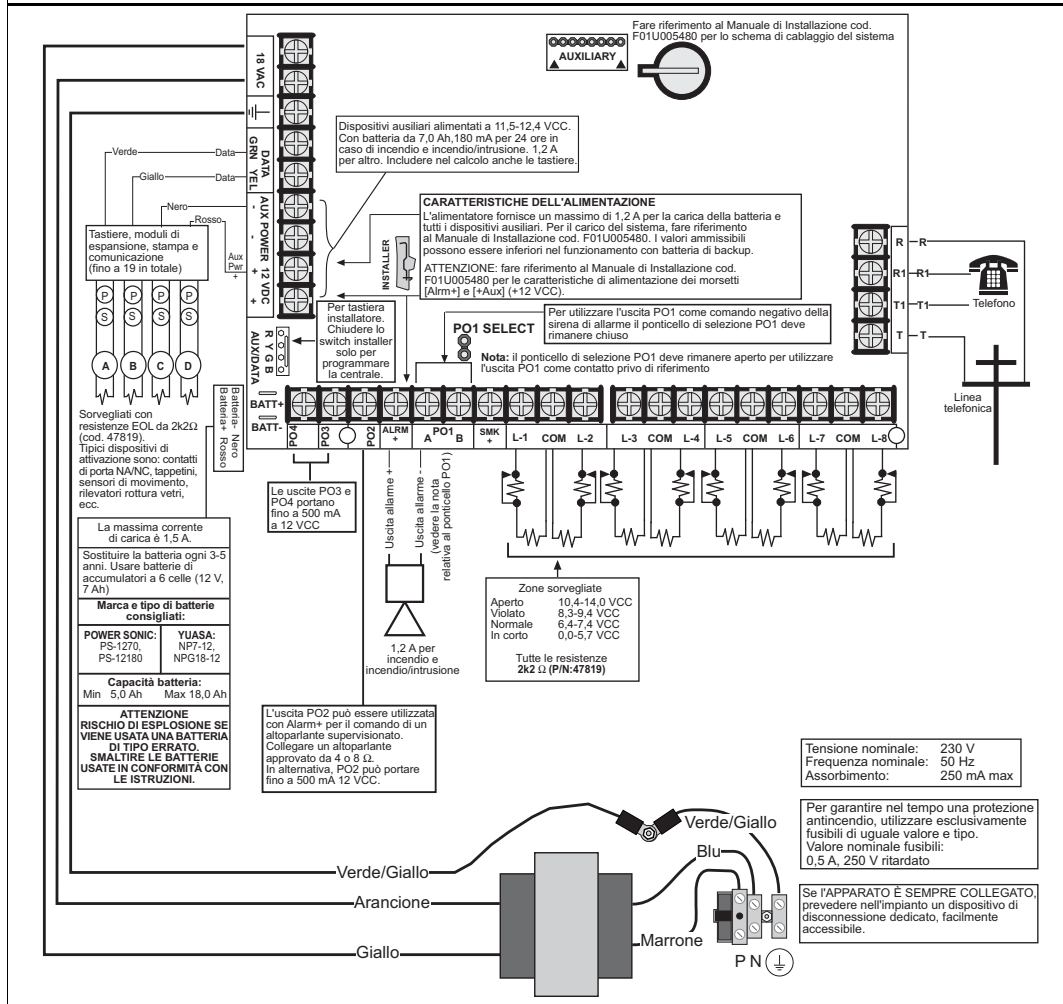 Fare riferimento al Manuale di Installazione cod.
F01U005480 per lo schema di cablaggio del sistema
AUXILIARY
18 VAC
DATA
GRN YEL
AUX POWER 12 VDC
- - + +
Verde
Data
Giallo
Data
Nero
Rosso
Aux
Pwr
+
Dispositivi ausiliari alimentati a 11,5-12,4 VCC.
Con batteria da 7,0 Ah,180 mA per 24 ore in
caso di incendio e incendio/intrusione. 1,2 A
per altro. Includere nel calcolo anche le tastiere.
CARATTERISTICHE DELL'ALIMENTAZIONE
L'alimentatore fornisce un massimo di 1,2 A per la carica della batteria e
tutti i dispositivi ausiliari. Per il carico del sistema, fare riferimento
al Manuale di Installazione cod. F01U005480. I valori ammissibili
possono essere inferiori nel funzionamento con batteria di backup.
ATTENZIONE: fare riferimento al Manuale di Installazione cod.
F01U005480 per le caratteristiche di alimentazione dei morsetti
[Alrm+] e [+Aux] (+12 VCC).
INSTALLER
Tastiere, moduli di
espansione, stampa e
comunicazione
(fino a 19 in totale)
P P P P
S S S S
A B C D
R Y G B
AUX/DATA
Per tastiera
installatore.
Chiudere lo
switch installer
solo per
programmare
la centrale.
PO1 SELECT
Per utilizzare l'uscita PO1 come comando negativo della
sirena di allarme il ponticello di selezione PO1 deve
rimanere chiuso
Nota: il ponticello di selezione PO1 deve rimanere aperto per utilizzare
l'uscita PO1 come contatto privo di riferimento
R R
R1 R1
T1 T1
T T
Telefono
Linea
telefonica
BATT+
BATT-
Batteria- Nero
Batteria+ Rosso
PO4 PO3 PO2 ALRM + A PO1 B SMK + L-1 COM L-2 L-3 COM L-4 L-5 COM L-6 L-7 COM L-8
Sorvegliati con
resistenze EOL da 2k2Ω
(cod. 47819).
Tipici dispositivi di
attivazione sono: contatti
di porta NA/NC, tappetini,
sensori di movimento,
rilevatori rottura vetri,
ecc.
Le uscite PO3 e
PO4 portano
fino a 500 mA
a 12 VCC
Uscita allarme +
Uscita allarme -
(vedere la nota
relativa al ponticello PO1)
1,2 A per
incendio e
incendio/intrusione
La massima corrente
di carica è 1,5 A.
Sostituire la batteria ogni 3-5
anni. Usare batterie di
accumulatori a 6 celle (12 V,
7 Ah)
Marca e tipo di batterie
consigliati:
POWER SONIC:
PS-1270,
PS-12180
YUASA:
NP7-12,
NPG18-12
Capacità batteria:
Min 5,0 Ah Max 18,0 Ah
ATTENZIONE
RISCHIO DI ESPLOSIONE SE
VIENE USATA UNA BATTERIA
DI TIPO ERRATO.
SMALTIRE LE BATTERIE
USATE IN CONFORMITÀ CON
LE ISTRUZIONI.
Zone sorvegliate
Aperto 10,4-14,0 VCC
Violato 8,3-9,4 VCC
Normale 6,4-7,4 VCC
In corto 0,0-5,7 VCC
Tutte le resistenze
2k2 Ω (P/N:47819)
L'uscita PO2 può essere utilizzata
con Alarm+ per il comando di un
altoparlante supervisionato.
Collegare un altoparlante
approvato da 4 o 8 Ω.
In alternativa, PO2 può portare
fino a 500 mA 12 VCC.
Tensione nominale: 230 V
Frequenza nominale: 50 Hz
Assorbimento: 250 mA max
Per garantire nel tempo una protezione
antincendio, utilizzare esclusivamente
fusibili di uguale valore e tipo.
Valore nominale fusibili:
0,5 A, 250 V ritardato
Se l'APPARATO È SEMPRE COLLEGATO,
prevedere nell'impianto un dispositivo di
disconnessione dedicato, facilmente
accessibile.
Verde/Giallo
Verde/Giallo
Blu
Arancione
Marrone
Giallo
P N